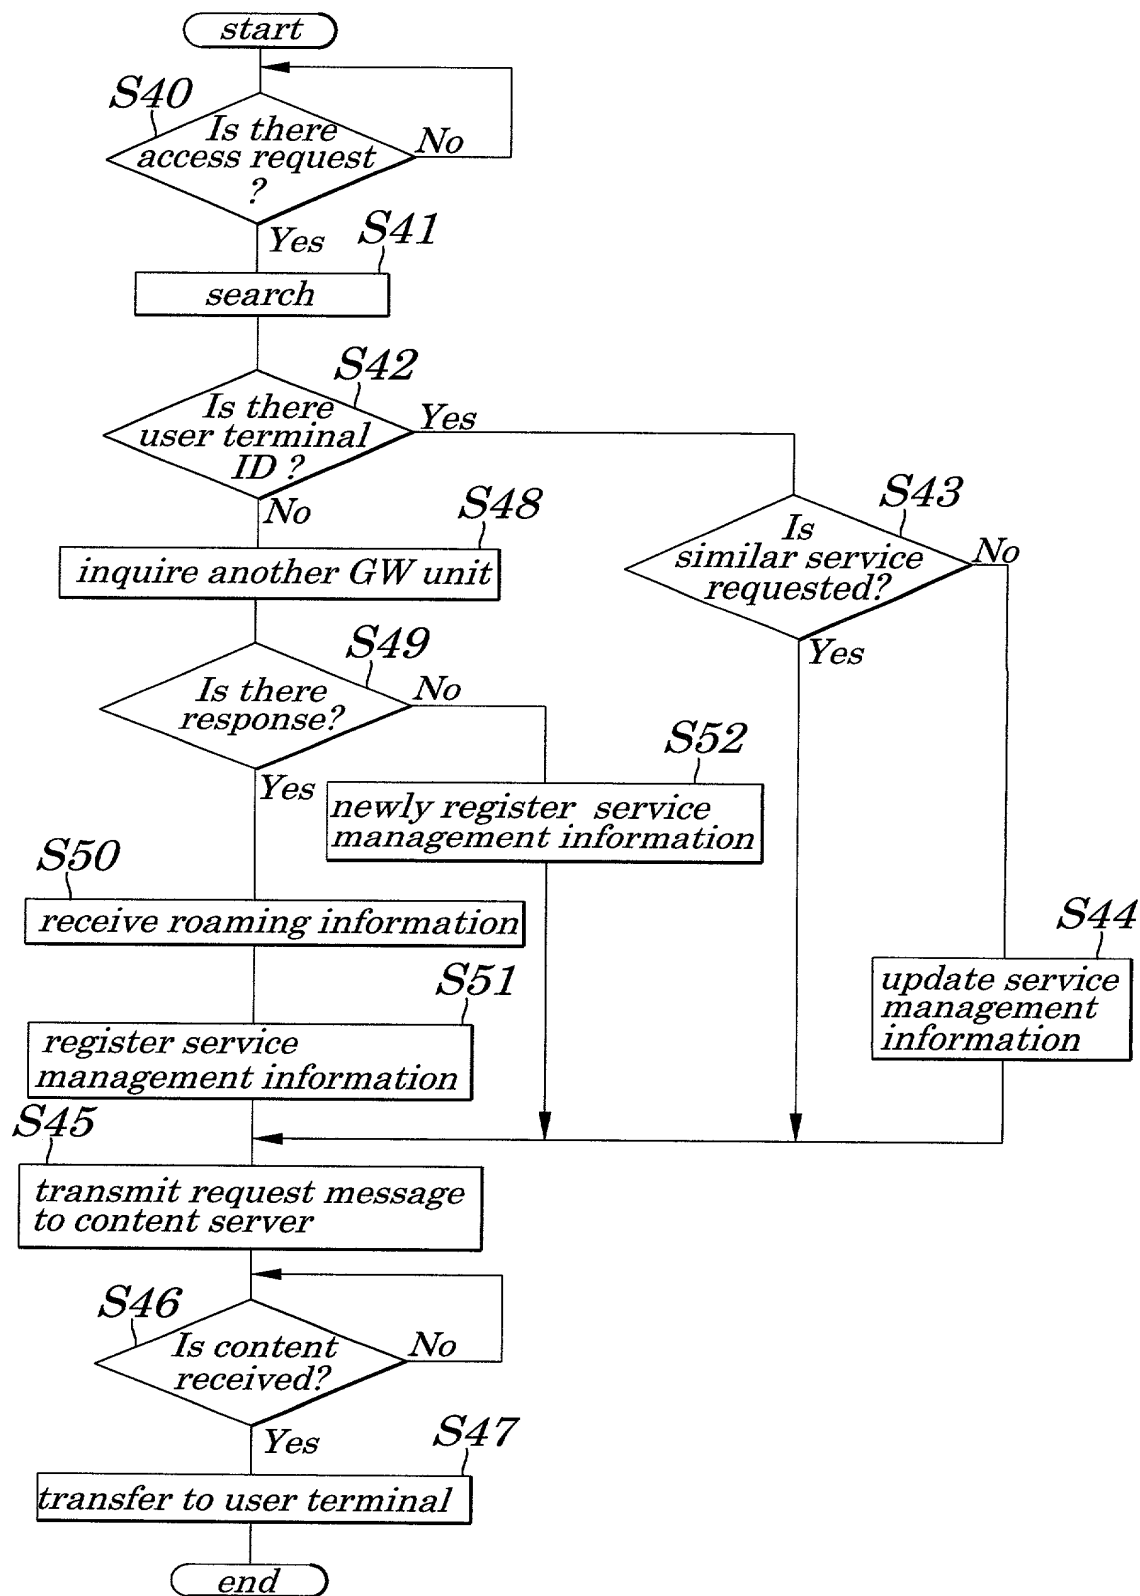 start
S40
Is there
access request
?
No
Yes
S41
search
S42
Is there
user terminal
ID ?
Yes
No
S43
Is
similar service
requested?
No
Yes
S48
inquire another GW unit
S49
Is there
response?
No
Yes
S52
newly register service
management information
S50
receive roaming information
S44
update service
management
information
S51
register service
management information
S45
transmit request message
to content server
S46
Is content
received?
No
Yes
S47
transfer to user terminal
end